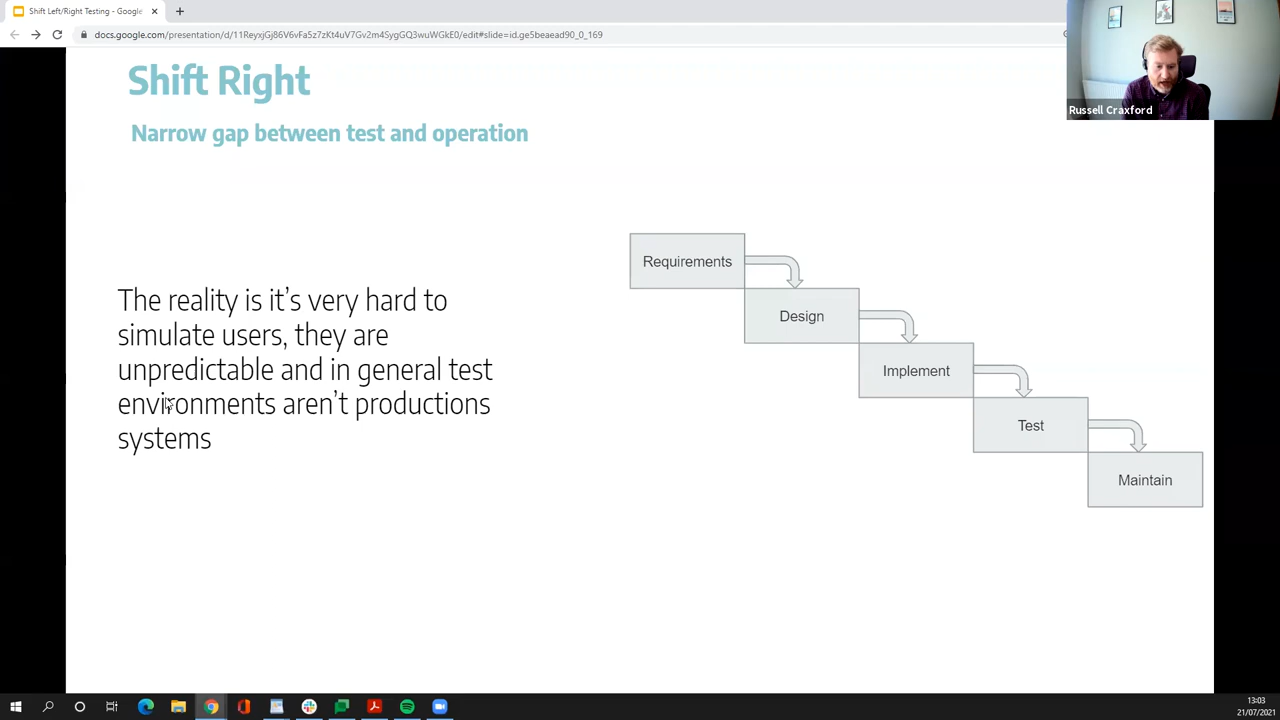 Shift Left/Right Testing - Google
docs.google.com/presentation/d/11ReyxjGj86V6vFa5z7zKt4uV7Gv2m4SygGQ3wuWGkE0/edit#slide=id.ge5beaead90_0_169
Russell Craxford
Shift Right
Narrow gap between test and operation
The reality is it's very hard to
simulate users, they are
unpredictable and in general test
environments aren't productions
systems
Requirements
Design
Implement
Test
Maintain
13:03
21/07/2021